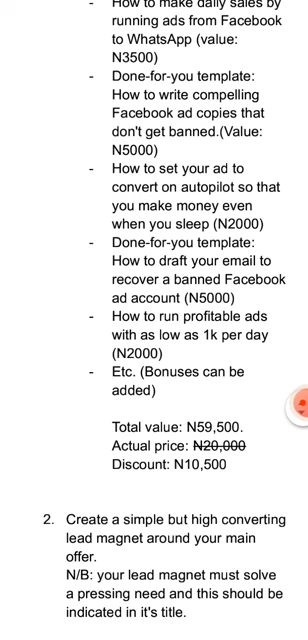 - How to make daily sales by
running ads from Facebook
to WhatsApp (value:
N3500)
- Done-for-you template:
How to write compelling
Facebook ad copies that
don't get banned.(Value:
N5000)
- How to set your ad to
convert on autopilot so that
you make money even
when you sleep (N2000)
- Done-for-you template:
How to draft your email to
recover a banned Facebook
ad account (N5000)
- How to run profitable ads
with as low as 1k per day
(N2000)
- Etc. (Bonuses can be
added)
Total value: N59,500.
Actual price: N20,000
Discount: N10,500
2. Create a simple but high converting
lead magnet around your main
offer.
N/B: your lead magnet must solve
a pressing need and this should be
indicated in it's title.